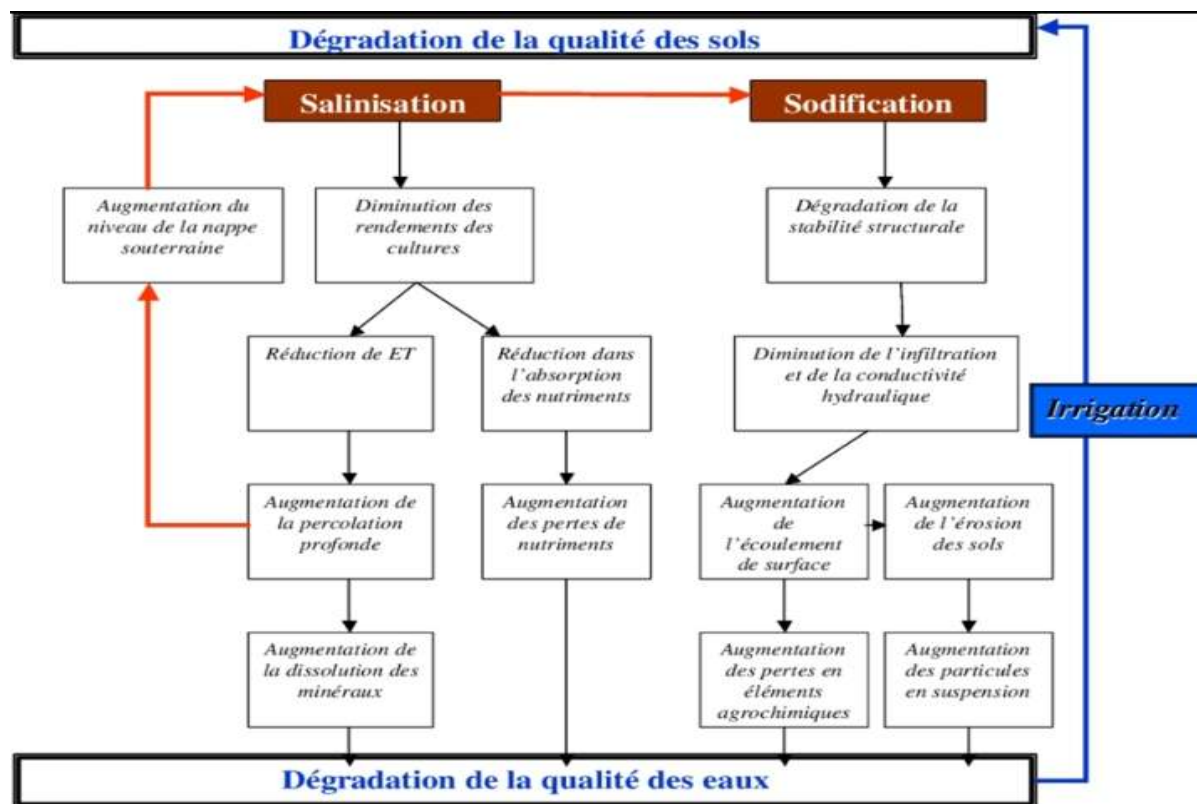 Dégradation de la qualité des sols
Salinisation
Sodification
Augmentation du
niveau de la nappe
souterraine
Diminution des
rendements des
cultures
Dégradation de la
stabilité structurale
Réduction de ET
Réduction dans
l'absorption
des nutriments
Diminution de l'infiltration
et de la conductivité
hydraulique
Irrigation
Augmentation de
la percolation
profonde
Augmentation
des pertes de
nutriments
Augmentation
de
l'écoulement
de surface
Augmentation
de l'érosion
des sols
Augmentation de
la dissolution des
minéraux
Augmentation
des pertes en
éléments
agrochimiques
Augmentation
des particules
en suspension
Dégradation de la qualité des eaux